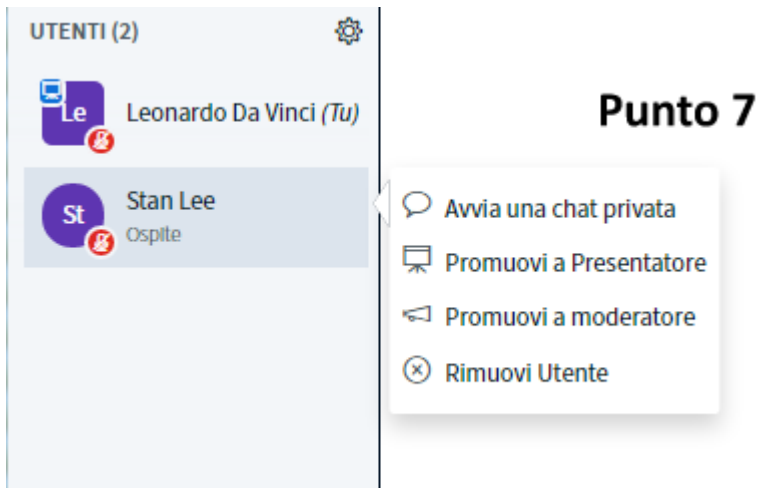 UTENTI (2)
Le
Leonardo Da Vinci (Tu)
Punto 7
St
Stan Lee
Ospite
Avvia una chat privata
Promuovi a Presentatore
Promuovi a moderatore
Rimuovi Utente